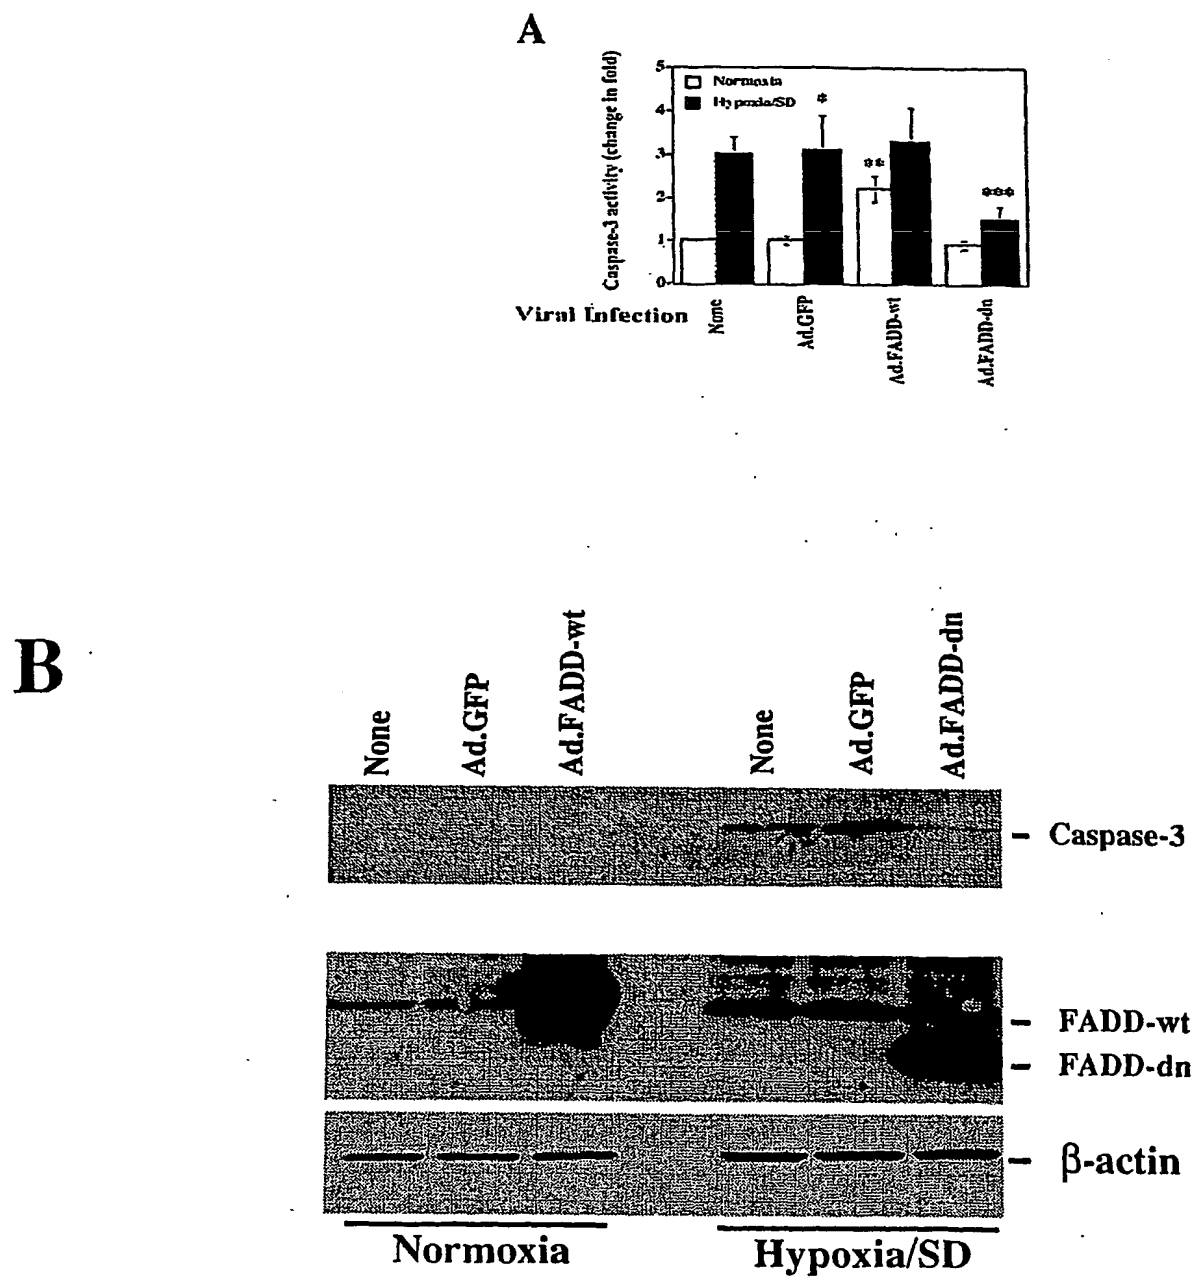 A
Caspase-3 activity (change in fold)
5
4
3
2
1
0
Normoxia
Hypoxia/SD
*
**
***
Viral Infection
None
Ad.GFP
Ad.FADD-wt
Ad.FADD-dn
B
None
Ad.GFP
Ad.FADD-wt
None
Ad.GFP
Ad.FADD-dn
Caspase-3
FADD-wt
FADD-dn
β-actin
Normoxia
Hypoxia/SD